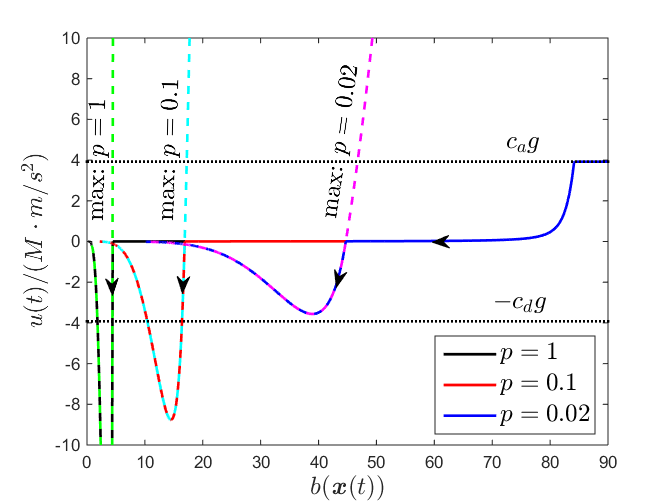 10
8
6
4
2
0
-2
-4
-6
-8
-10
u(t)/(M · m/s²)
max: p = 1
max: p = 0.1
max: p = 0.02
cₐg
−c_d g
p = 1
p = 0.1
p = 0.02
0 10 20 30 40 50 60 70 80 90
b(x(t))